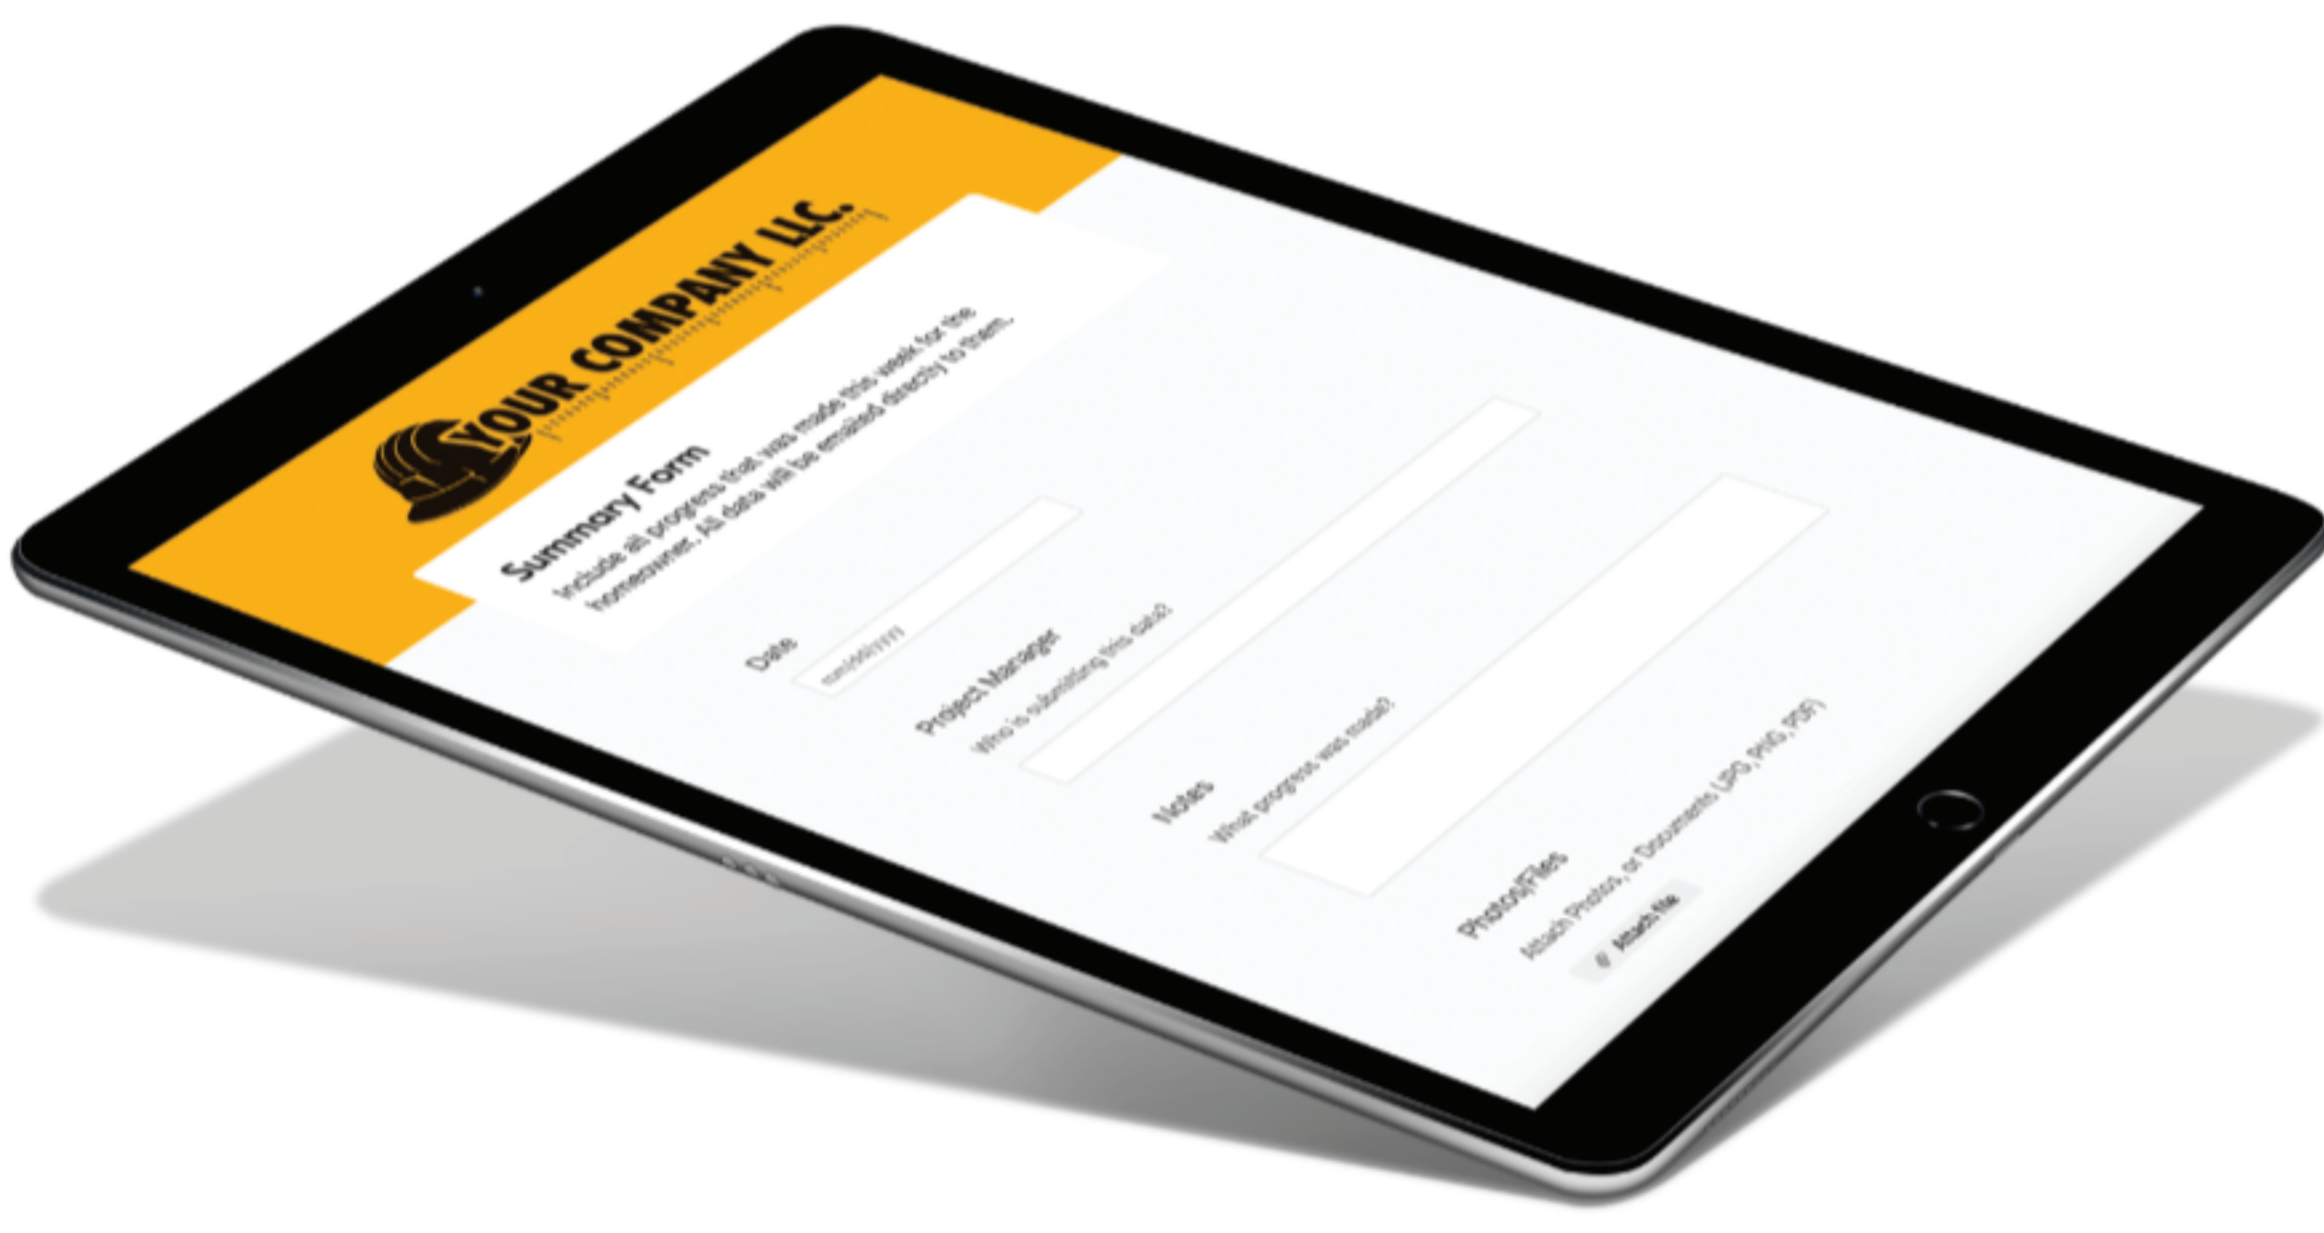 YOUR COMPANY LLC.
Summary Form
Include all progress that was made this week for the
homeowner. All data will be emailed directly to them.
Date
mm/dd/yyyy
Project Manager
Who is submitting this data?
Notes
What progress was made?
Photos/Files
Attach Photos, or Documents (JPG, PNG, PDF)
Attach file